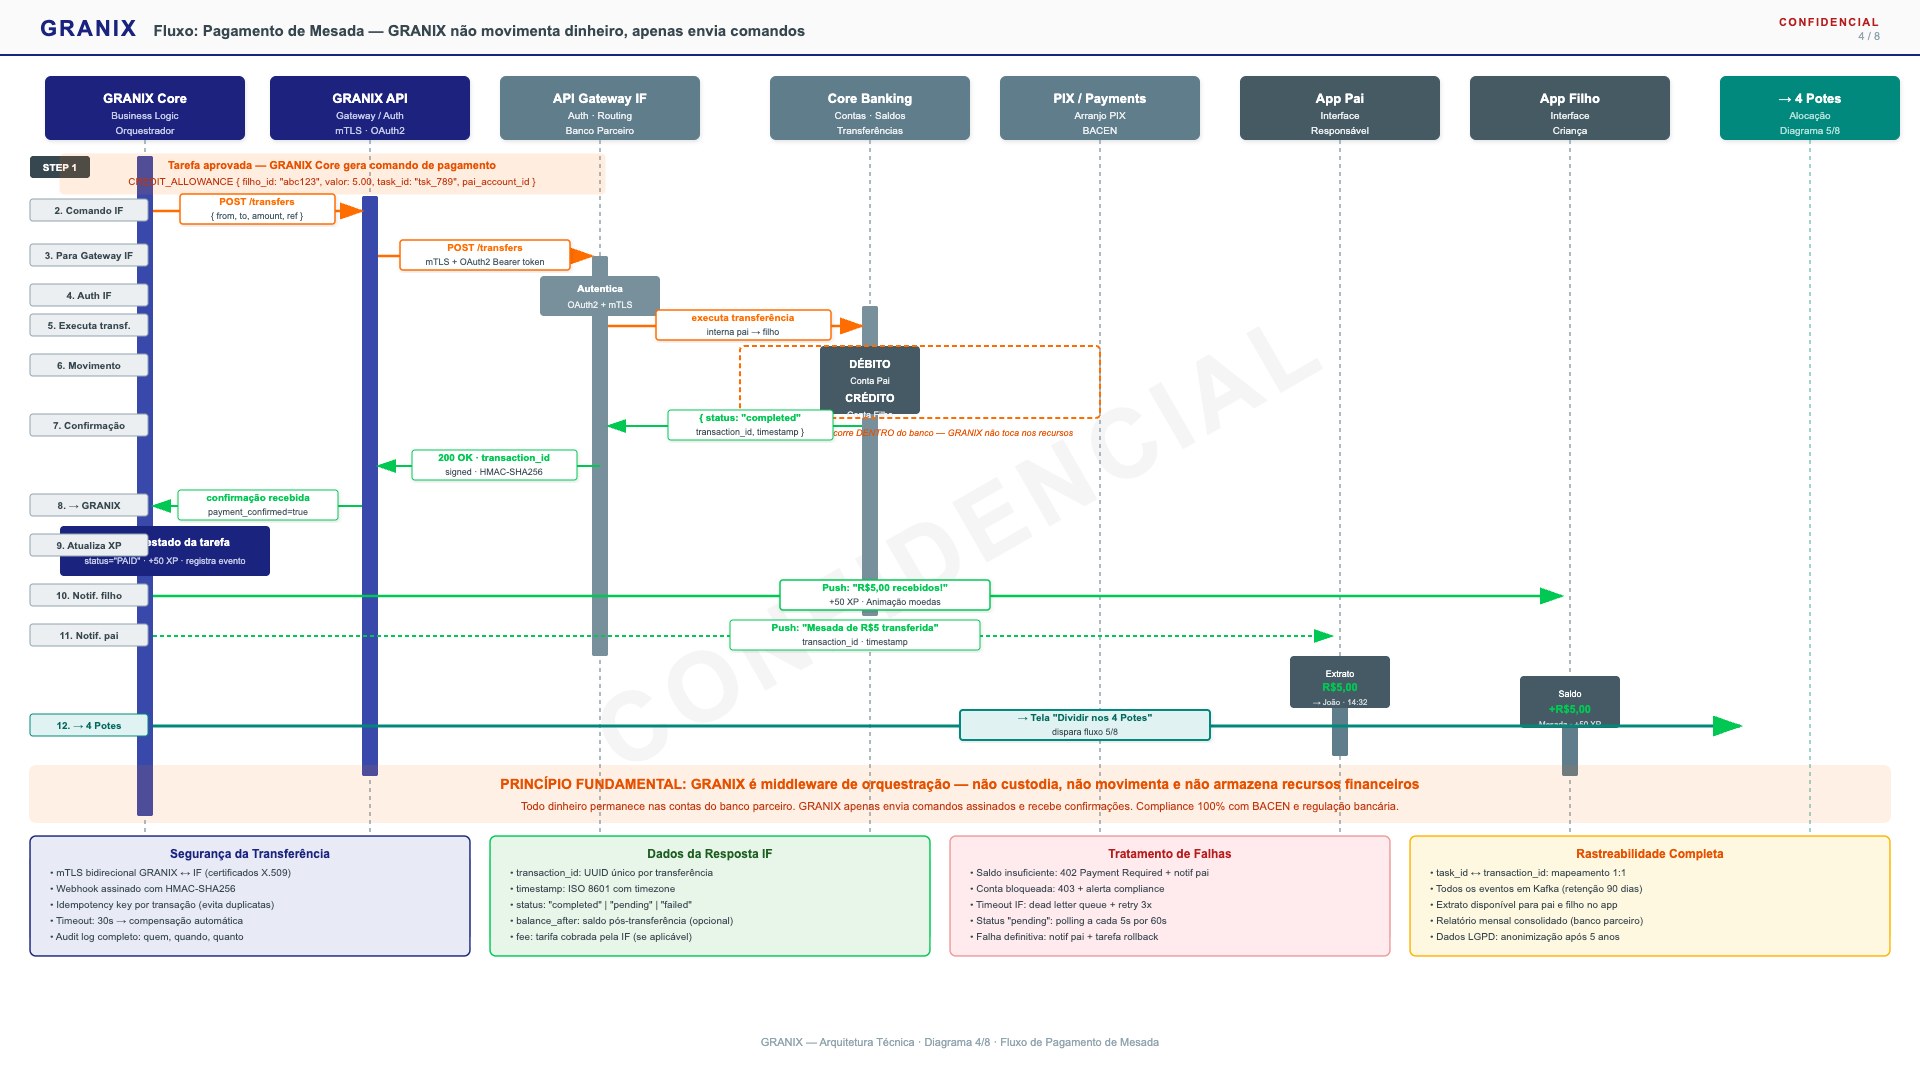 GRANIX
Fluxo: Pagamento de Mesada — GRANIX não movimenta dinheiro, apenas envia comandos
CONFIDENCIAL
4 / 8
GRANIX Core
Business Logic
Orquestrador
GRANIX API
Gateway / Auth
mTLS · OAuth2
API Gateway IF
Auth · Routing
Banco Parceiro
Core Banking
Contas · Saldos
Transferências
PIX / Payments
Arranjo PIX
BACEN
App Pai
Interface
Responsável
App Filho
Interface
Criança
→ 4 Potes
Alocação
Diagrama 5/8
STEP 1
Tarefa aprovada — GRANIX Core gera comando de pagamento
CREDIT_ALLOWANCE { filho_id: "abc123", valor: 5.00, task_id: "tsk_789", pai_account_id }
2. Comando IF
POST /transfers
{ from, to, amount, ref }
3. Para Gateway IF
POST /transfers
mTLS + OAuth2 Bearer token
4. Auth IF
Autentica
OAuth2 + mTLS
5. Executa transf.
executa transferência
interna pai → filho
6. Movimento
DÉBITO
Conta Pai
CRÉDITO
Conta Filho
7. Confirmação
{ status: "completed"
transaction_id, timestamp }
corre DENTRO do banco — GRANIX não toca nos recursos
200 OK · transaction_id
signed · HMAC-SHA256
8. → GRANIX
confirmação recebida
payment_confirmed=true
9. Atualiza XP
estado da tarefa
status="PAID" · +50 XP · registra evento
10. Notif. filho
Push: "R$5,00 recebidos!"
+50 XP · Animação moedas
11. Notif. pai
Push: "Mesada de R$5 transferida"
transaction_id · timestamp
Extrato
R$5,00
→ João · 14:32
Saldo
+R$5,00
Mesada · +50 XP
12. → 4 Potes
→ Tela "Dividir nos 4 Potes"
dispara fluxo 5/8
CONFIDENCIAL
PRINCÍPIO FUNDAMENTAL: GRANIX é middleware de orquestração — não custodia, não movimenta e não armazena recursos financeiros
Todo dinheiro permanece nas contas do banco parceiro. GRANIX apenas envia comandos assinados e recebe confirmações. Compliance 100% com BACEN e regulação bancária.
Segurança da Transferência
• mTLS bidirecional GRANIX ↔ IF (certificados X.509)
• Webhook assinado com HMAC-SHA256
• Idempotency key por transação (evita duplicatas)
• Timeout: 30s → compensação automática
• Audit log completo: quem, quando, quanto
Dados da Resposta IF
• transaction_id: UUID único por transferência
• timestamp: ISO 8601 com timezone
• status: "completed" | "pending" | "failed"
• balance_after: saldo pós-transferência (opcional)
• fee: tarifa cobrada pela IF (se aplicável)
Tratamento de Falhas
• Saldo insuficiente: 402 Payment Required + notif pai
• Conta bloqueada: 403 + alerta compliance
• Timeout IF: dead letter queue + retry 3x
• Status "pending": polling a cada 5s por 60s
• Falha definitiva: notif pai + tarefa rollback
Rastreabilidade Completa
• task_id ↔ transaction_id: mapeamento 1:1
• Todos os eventos em Kafka (retenção 90 dias)
• Extrato disponível para pai e filho no app
• Relatório mensal consolidado (banco parceiro)
• Dados LGPD: anonimização após 5 anos
GRANIX — Arquitetura Técnica · Diagrama 4/8 · Fluxo de Pagamento de Mesada